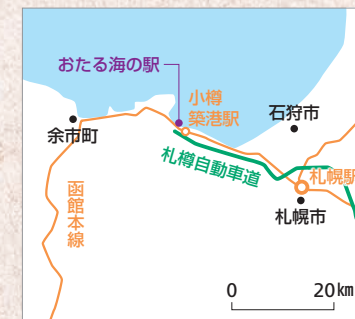 おたる海の駅
小樽
築港駅
石狩市
余市町
札樽自動車道
函館本線
札幌駅
札幌市
0 20km